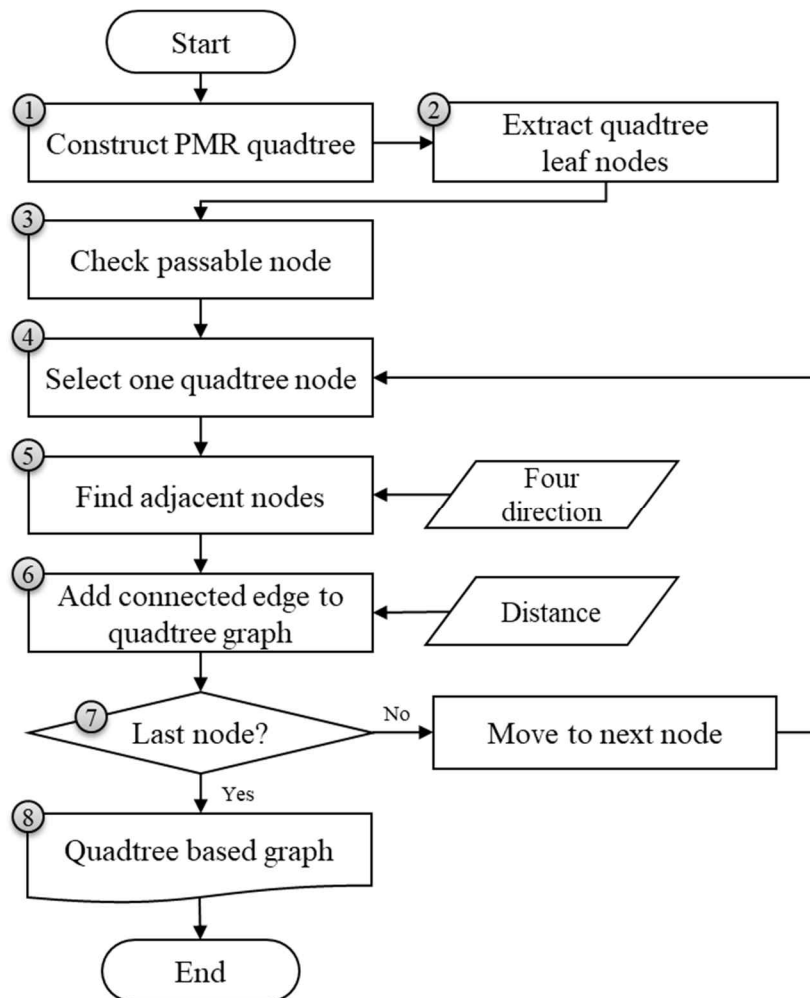 Start
1
Construct PMR quadtree
2
Extract quadtree
leaf nodes
3
Check passable node
4
Select one quadtree node
5
Find adjacent nodes
Four
direction
6
Add connected edge to
quadtree graph
Distance
7
Last node?
No
Move to next node
Yes
8
Quadtree based graph
End